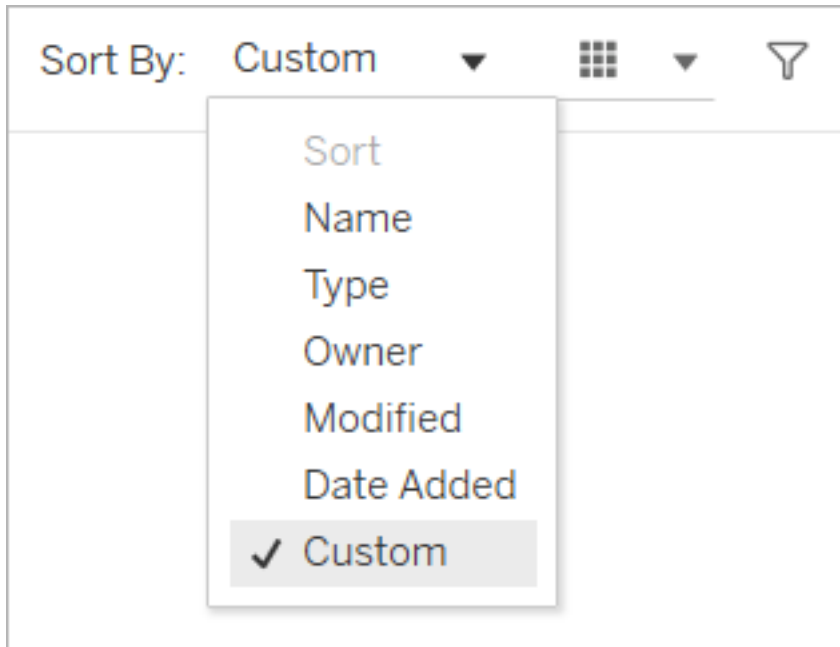 Sort By: Custom
Sort
Name
Type
Owner
Modified
Date Added
Custom